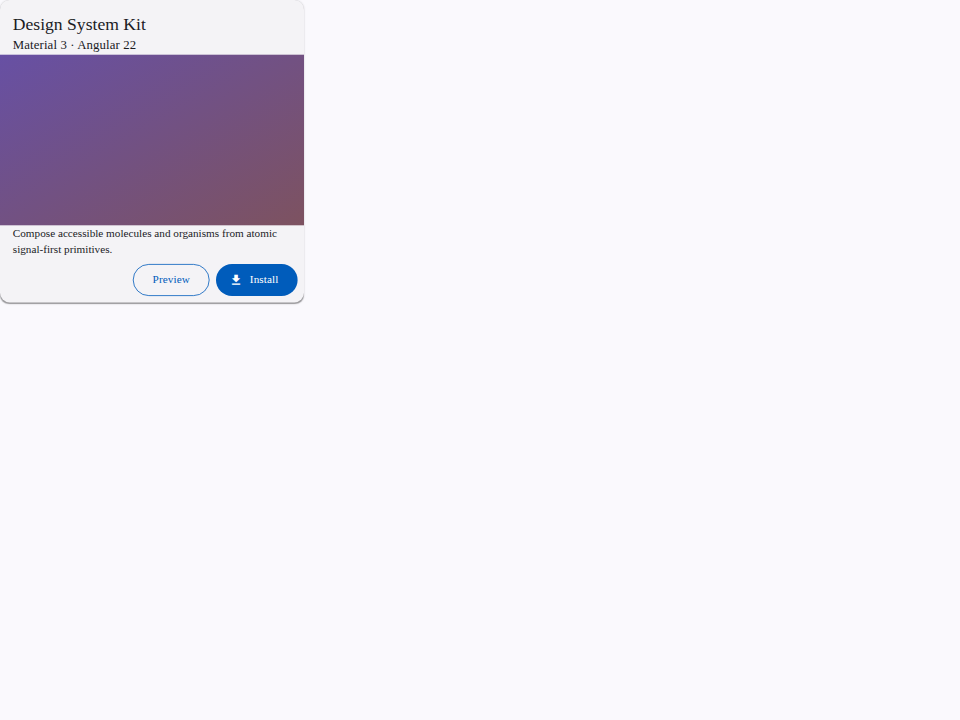 Design System Kit
Material 3 · Angular 22
Compose accessible molecules and organisms from atomic
signal-first primitives.
Preview
Install